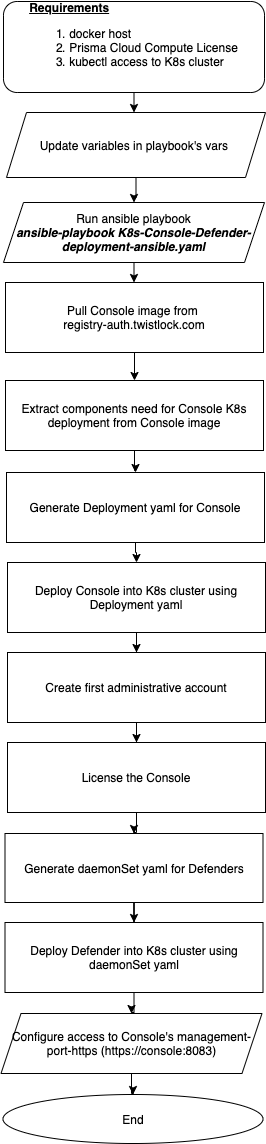 Requirements
1. docker host
2. Prisma Cloud Compute License
3. kubectl access to K8s cluster
Update variables in playbook's vars
Run ansible playbook
ansible-playbook K8s-Console-Defender-
deployment-ansible.yaml
Pull Console image from
registry-auth.twistlock.com
Extract components need for Console K8s
deployment from Console image
Generate Deployment yaml for Console
Deploy Console into K8s cluster using
Deployment yaml
Create first administrative account
License the Console
Generate daemonSet yaml for Defenders
Deploy Defender into K8s cluster using
daemonSet yaml
Configure access to Console's management-
port-https (https://console:8083)
End